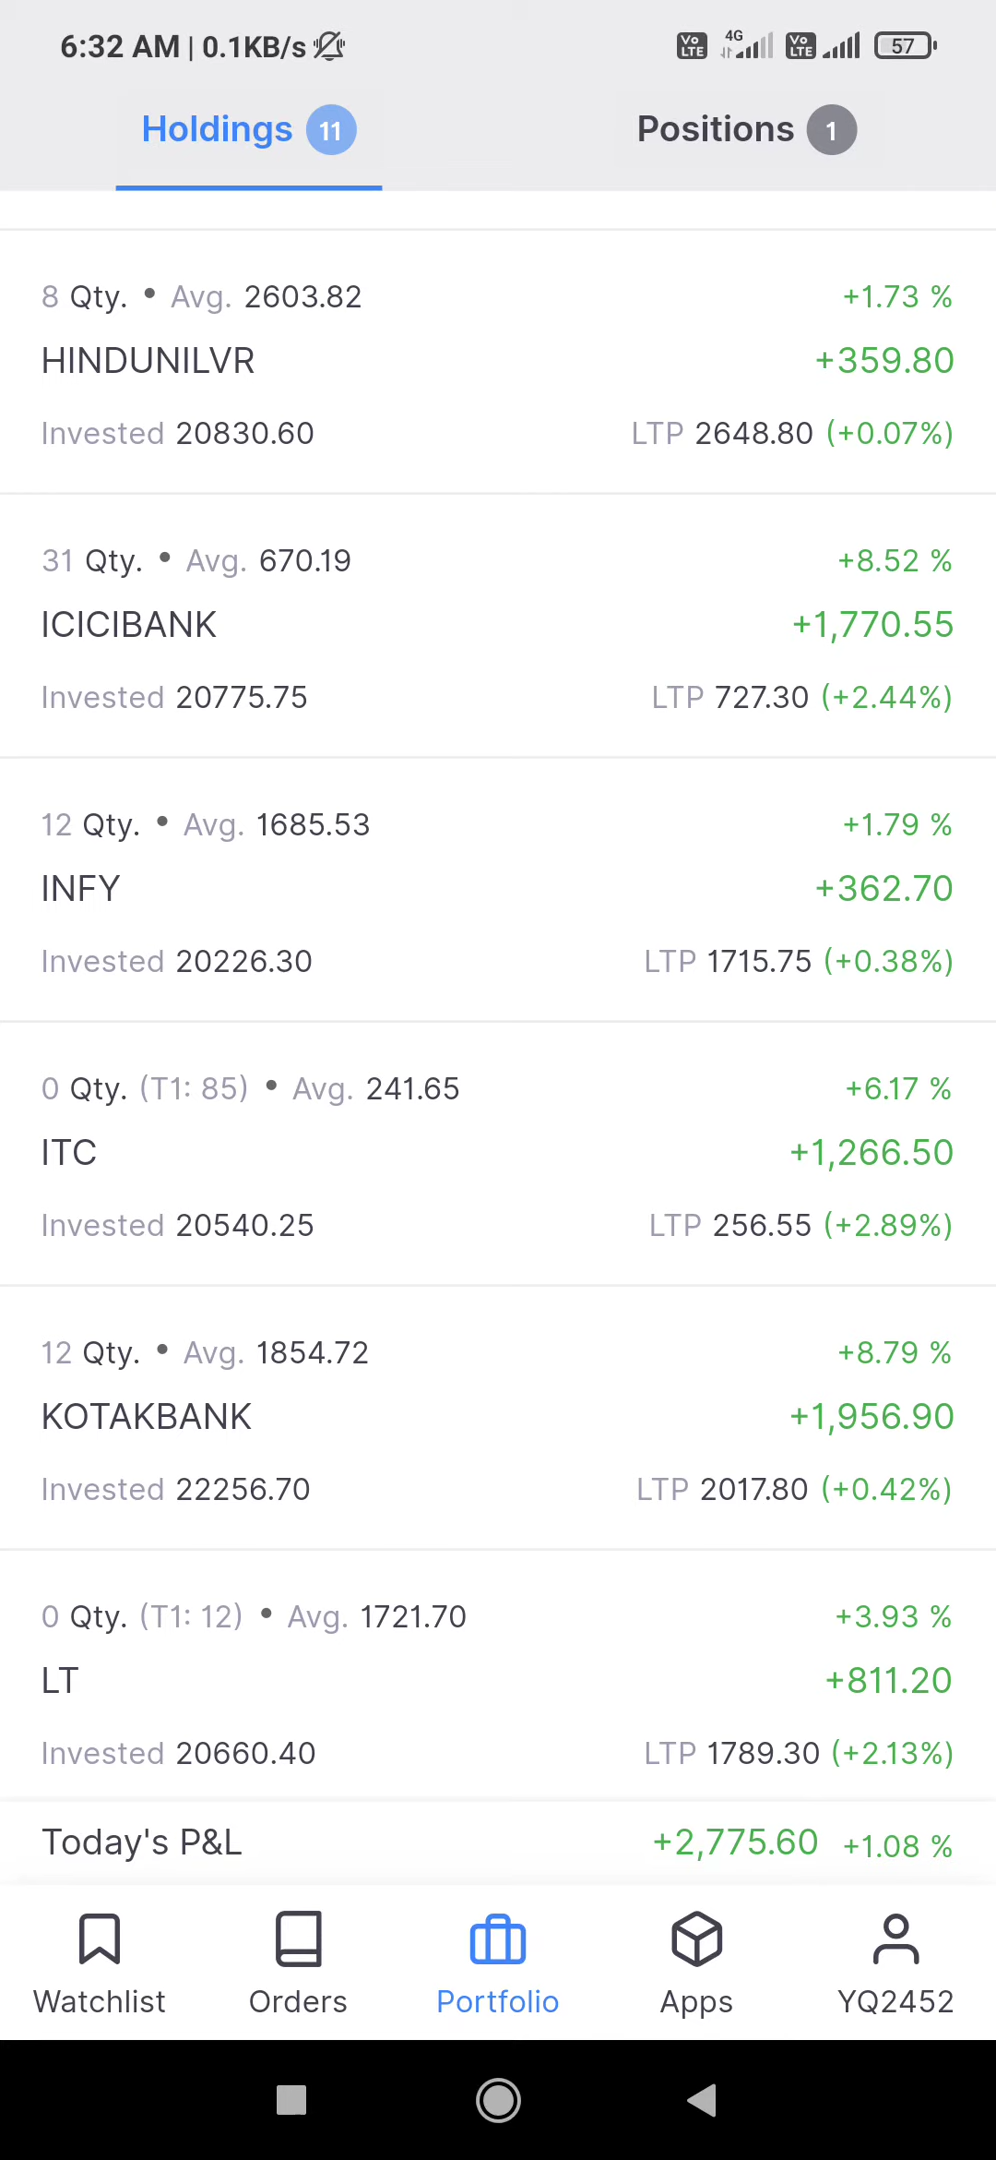 6:32 AM | 0.1KB/s Vo LTE 4G Vo LTE 57
Holdings 11 Positions 1
8 Qty. • Avg. 2603.82 +1.73 %
HINDUNILVR +359.80
Invested 20830.60 LTP 2648.80 (+0.07%)
31 Qty. • Avg. 670.19 +8.52 %
ICICIBANK +1,770.55
Invested 20775.75 LTP 727.30 (+2.44%)
12 Qty. • Avg. 1685.53 +1.79 %
INFY +362.70
Invested 20226.30 LTP 1715.75 (+0.38%)
0 Qty. (T1: 85) • Avg. 241.65 +6.17 %
ITC +1,266.50
Invested 20540.25 LTP 256.55 (+2.89%)
12 Qty. • Avg. 1854.72 +8.79 %
KOTAKBANK +1,956.90
Invested 22256.70 LTP 2017.80 (+0.42%)
0 Qty. (T1: 12) • Avg. 1721.70 +3.93 %
LT +811.20
Invested 20660.40 LTP 1789.30 (+2.13%)
Today's P&L +2,775.60 +1.08 %
Watchlist Orders Portfolio Apps YQ2452